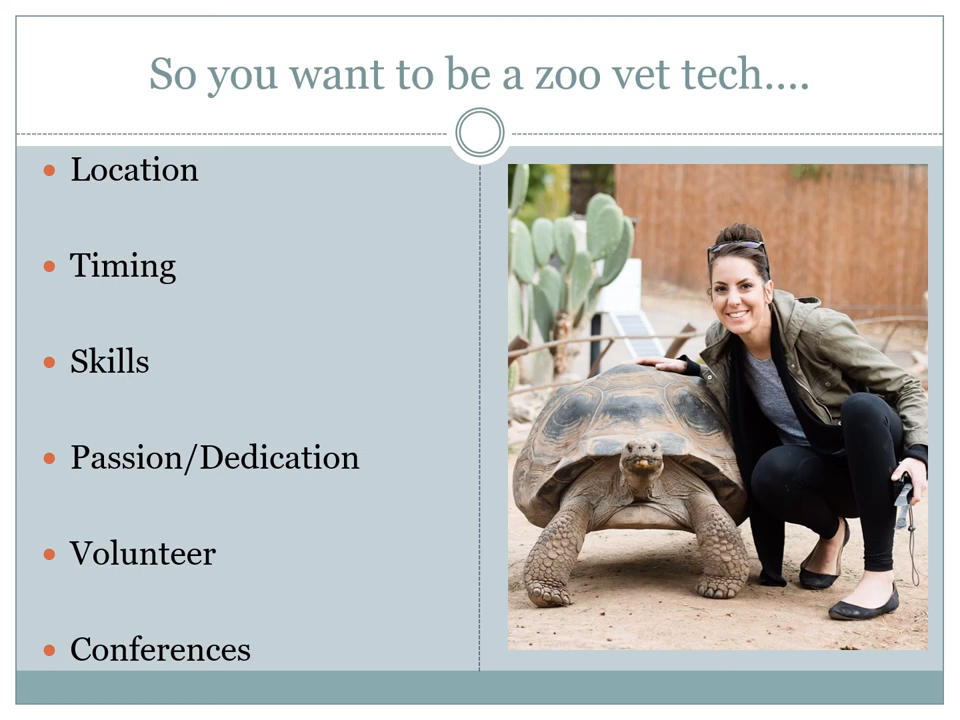 So you want to be a zoo vet tech....
Location
Timing
Skills
Passion/Dedication
Volunteer
Conferences